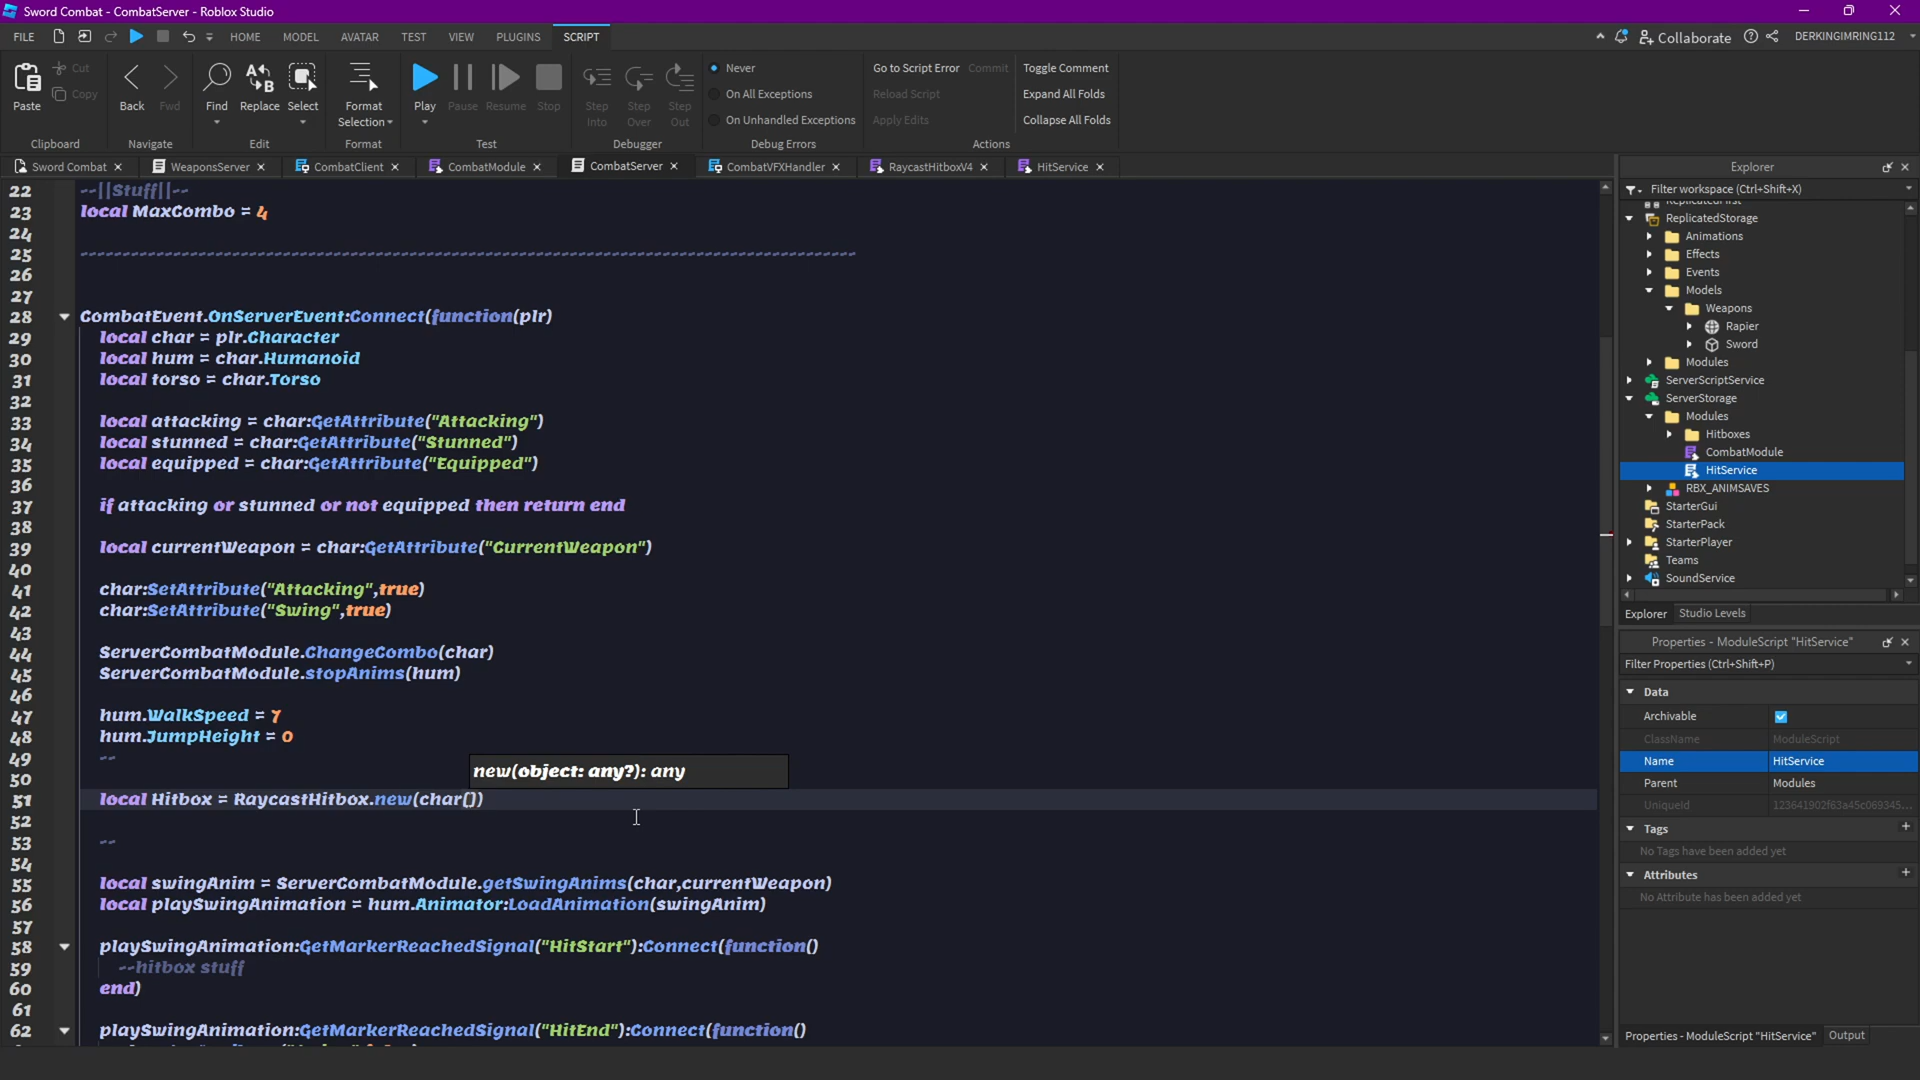 Sword Combat - CombatServer - Roblox Studio
FILE HOME MODEL AVATAR TEST VIEW PLUGINS SCRIPT Collaborate DERKINGIMRING112
Paste Cut Copy
Clipboard
Back Fwd
Navigate
Find Replace Select
Edit
Format Selection
Format
Play Pause Resume Stop
Test
Step Into Step Over Step Out
Debugger
Never
On All Exceptions
On Unhandled Exceptions
Debug Errors
Go to Script Error Commit
Reload Script
Apply Edits
Toggle Comment
Expand All Folds
Collapse All Folds
Actions
Sword Combat WeaponsServer CombatClient CombatModule CombatServer CombatVFXHandler RaycastHitboxV4 HitService
22 --||Stuff||--
23 local MaxCombo = 4
24
25 --------------------------------------------------------------------------------------------
26
27
28 CombatEvent.OnServerEvent:Connect(function(plr)
29 local char = plr.Character
30 local hum = char.Humanoid
31 local torso = char.Torso
32
33 local attacking = char:GetAttribute("Attacking")
34 local stunned = char:GetAttribute("Stunned")
35 local equipped = char:GetAttribute("Equipped")
36
37 if attacking or stunned or not equipped then return end
38
39 local currentWeapon = char:GetAttribute("CurrentWeapon")
40
41 char:SetAttribute("Attacking",true)
42 char:SetAttribute("Swing",true)
43
44 ServerCombatModule.ChangeCombo(char)
45 ServerCombatModule.stopAnims(hum)
46
47 hum.WalkSpeed = 7
48 hum.JumpHeight = 0
49 --
50 new(object: any?): any
51 local Hitbox = RaycastHitbox.new(char[])
52
53 --
54
55 local swingAnim = ServerCombatModule.getSwingAnims(char,currentWeapon)
56 local playSwingAnimation = hum.Animator:LoadAnimation(swingAnim)
57
58 playSwingAnimation:GetMarkerReachedSignal("HitStart"):Connect(function()
59 --hitbox stuff
60 end)
61
62 playSwingAnimation:GetMarkerReachedSignal("HitEnd"):Connect(function()
Explorer
Filter workspace (Ctrl+Shift+X)
ReplicatedFirst
ReplicatedStorage
Animations
Effects
Events
Models
Weapons
Rapier
Sword
Modules
ServerScriptService
ServerStorage
Modules
Hitboxes
CombatModule
HitService
RBX_ANIMSAVES
StarterGui
StarterPack
StarterPlayer
Teams
SoundService
Explorer Studio Levels
Properties - ModuleScript "HitService"
Filter Properties (Ctrl+Shift+P)
Data
Archivable
ClassName ModuleScript
Name HitService
Parent Modules
UniqueId 123641902f63a45c069345...
Tags
No Tags have been added yet
Attributes
No Attribute has been added yet
Properties - ModuleScript "HitService" Output